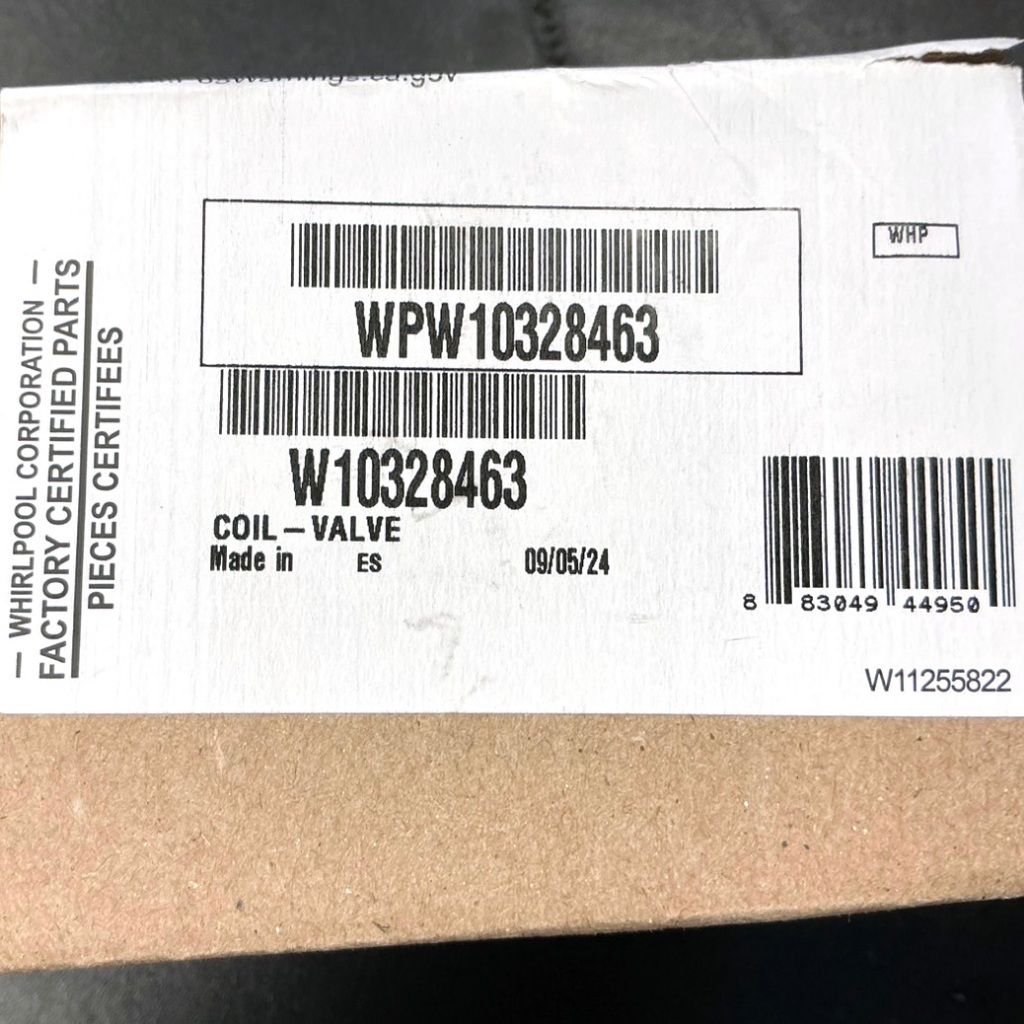 WHIRLPOOL CORPORATION
FACTORY CERTIFIED PARTS
PIECES CERTIFEES
WPW10328463
WHP
W10328463
COIL-VALVE
Made in ES 09/05/24
8 83049 44950
W11255822